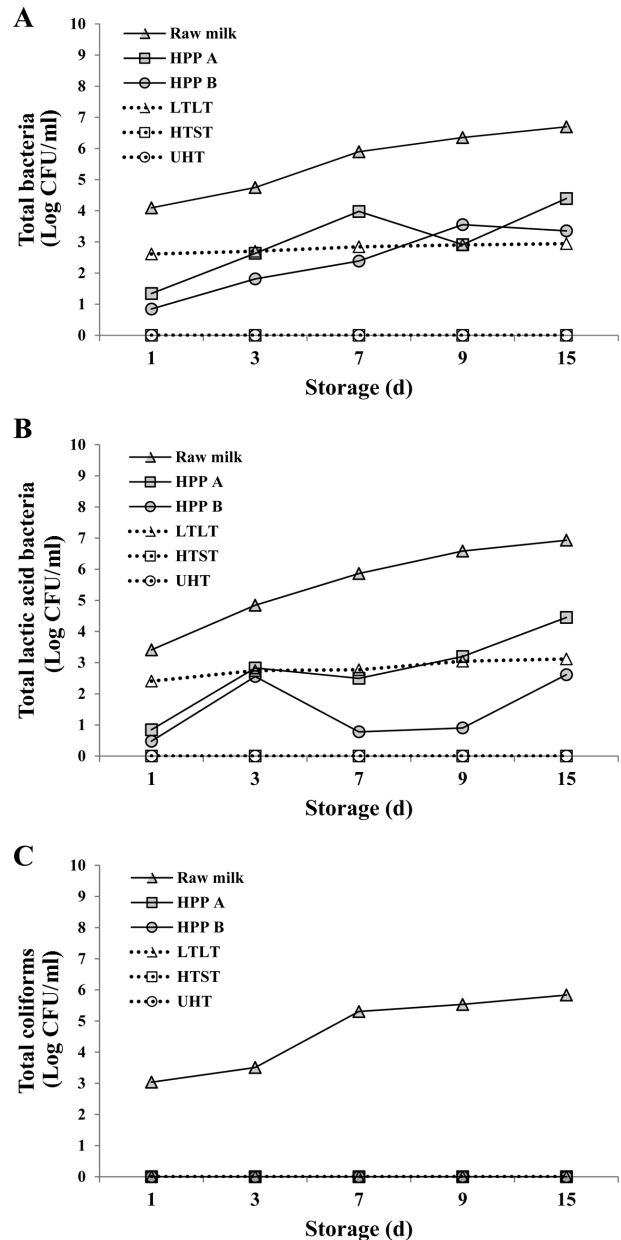 A
Total bacteria
(Log CFU/ml)
10
9
8
7
6
5
4
3
2
1
0
Raw milk
HPP A
HPP B
LTLT
HTST
UHT
1 3 7 9 15
Storage (d)
B
Total lactic acid bacteria
(Log CFU/ml)
10
9
8
7
6
5
4
3
2
1
0
Raw milk
HPP A
HPP B
LTLT
HTST
UHT
1 3 7 9 15
Storage (d)
C
Total coliforms
(Log CFU/ml)
10
9
8
7
6
5
4
3
2
1
0
Raw milk
HPP A
HPP B
LTLT
HTST
UHT
1 3 7 9 15
Storage (d)